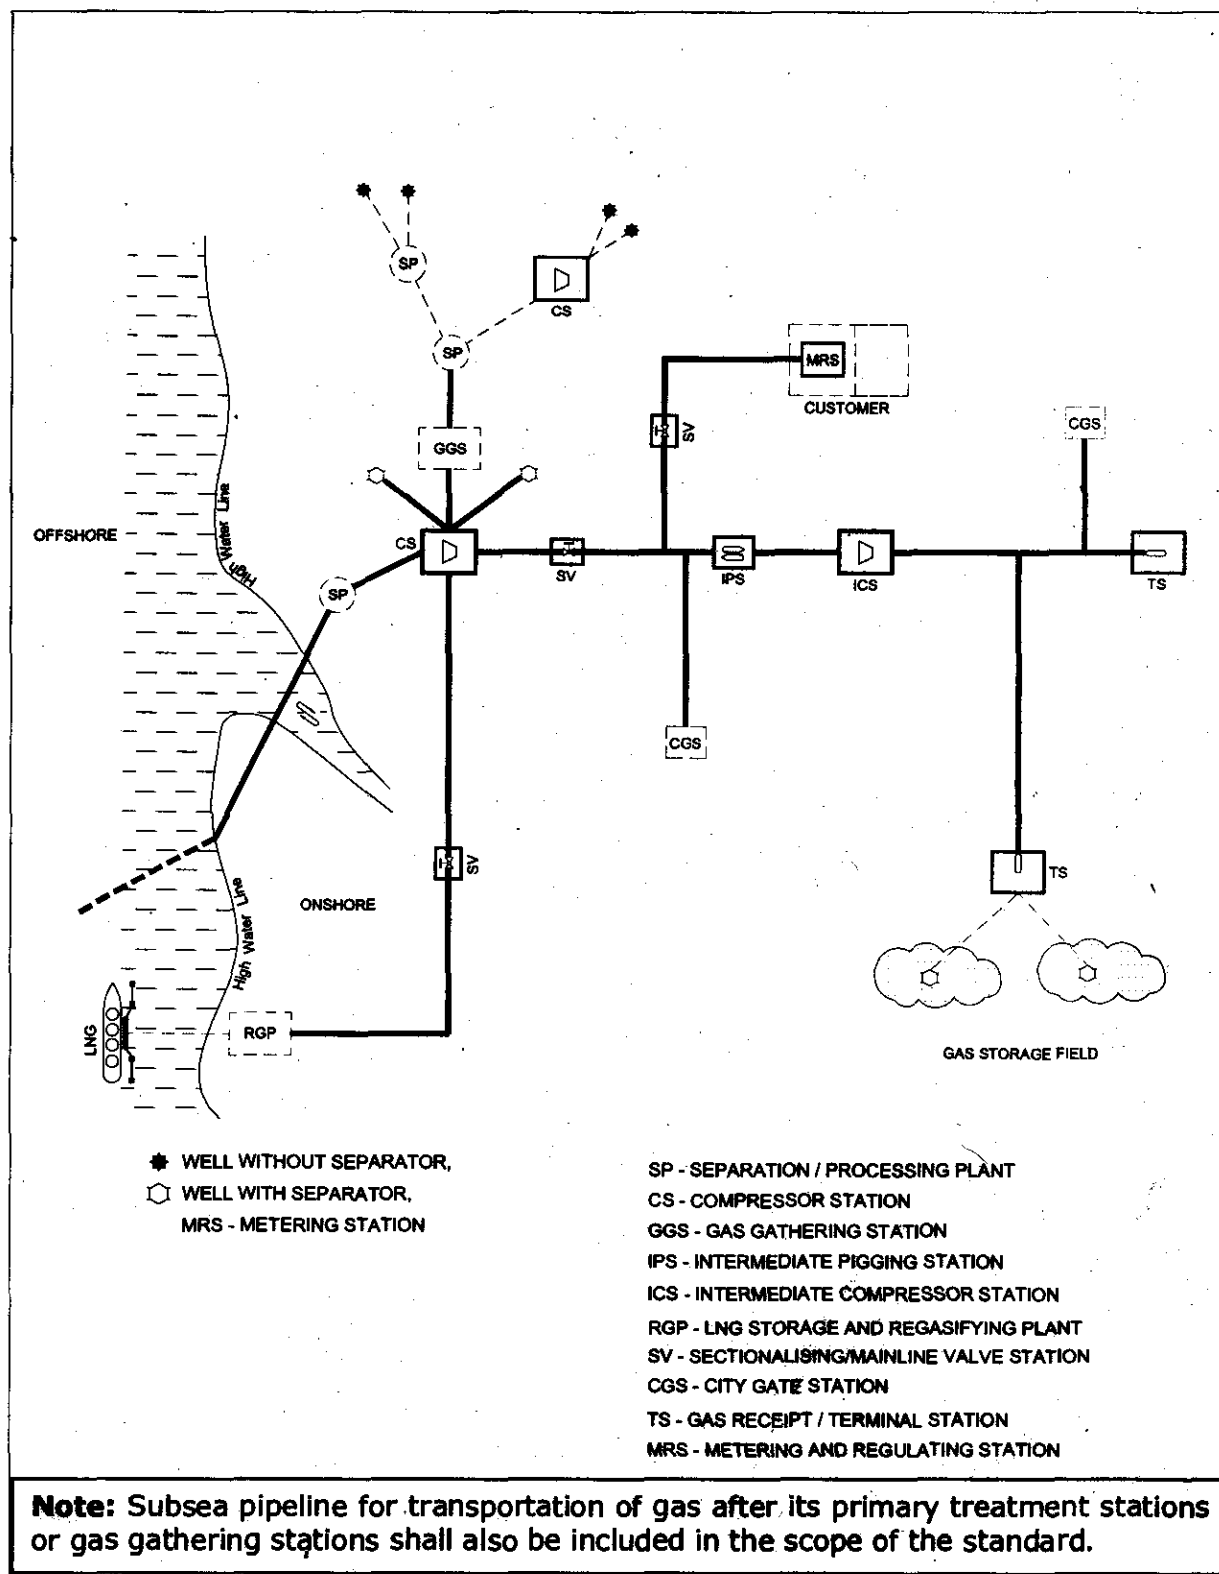 SP
CS
SP
MRS
CUSTOMER
SV
CGS
GGS
OFFSHORE
High Water Line
CS
SV
IPS
ICS
TS
SP
CGS
SV
TS
ONSHORE
High Water Line
LNG
RGP
GAS STORAGE FIELD
WELL WITHOUT SEPARATOR,
WELL WITH SEPARATOR,
MRS - METERING STATION
SP - SEPARATION / PROCESSING PLANT
CS - COMPRESSOR STATION
GGS - GAS GATHERING STATION
IPS - INTERMEDIATE PIGGING STATION
ICS - INTERMEDIATE COMPRESSOR STATION
RGP - LNG STORAGE AND REGASIFYING PLANT
SV - SECTIONALISING/MAINLINE VALVE STATION
CGS - CITY GATE STATION
TS - GAS RECEIPT / TERMINAL STATION
MRS - METERING AND REGULATING STATION
Note: Subsea pipeline for transportation of gas after its primary treatment stations
or gas gathering stations shall also be included in the scope of the standard.